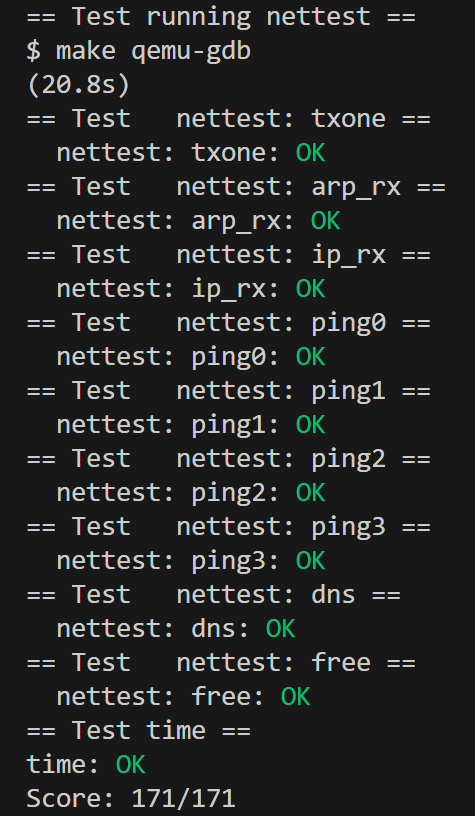 == Test running nettest ==
$ make qemu-gdb
(20.8s)
== Test   nettest: txone ==
  nettest: txone: OK
== Test   nettest: arp_rx ==
  nettest: arp_rx: OK
== Test   nettest: ip_rx ==
  nettest: ip_rx: OK
== Test   nettest: ping0 ==
  nettest: ping0: OK
== Test   nettest: ping1 ==
  nettest: ping1: OK
== Test   nettest: ping2 ==
  nettest: ping2: OK
== Test   nettest: ping3 ==
  nettest: ping3: OK
== Test   nettest: dns ==
  nettest: dns: OK
== Test   nettest: free ==
  nettest: free: OK
== Test time ==
time: OK
Score: 171/171